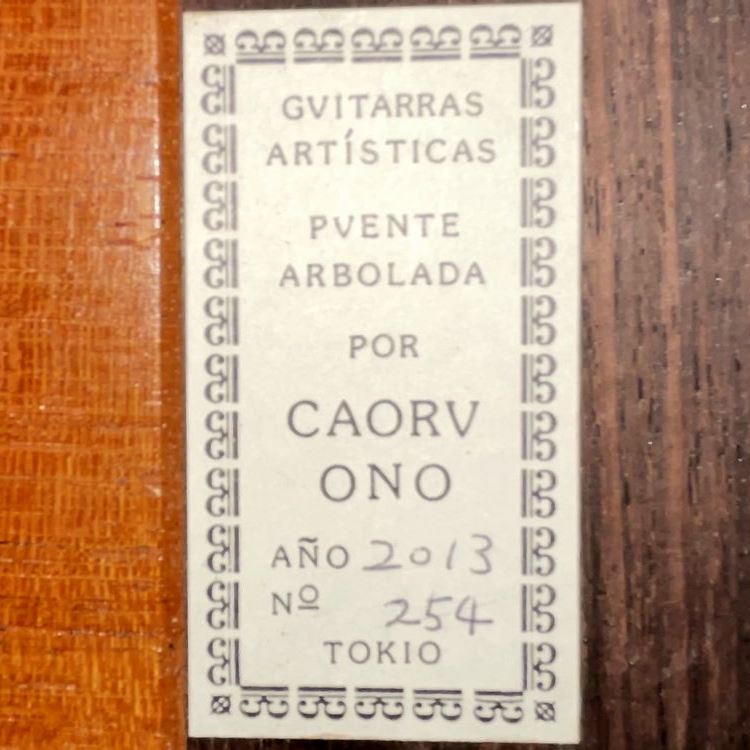 GVITARRAS
ARTÍSTICAS
PVENTE
ARBOLADA
POR
CAORV
ONO
AÑO 2013
Nº 254
TOKIO